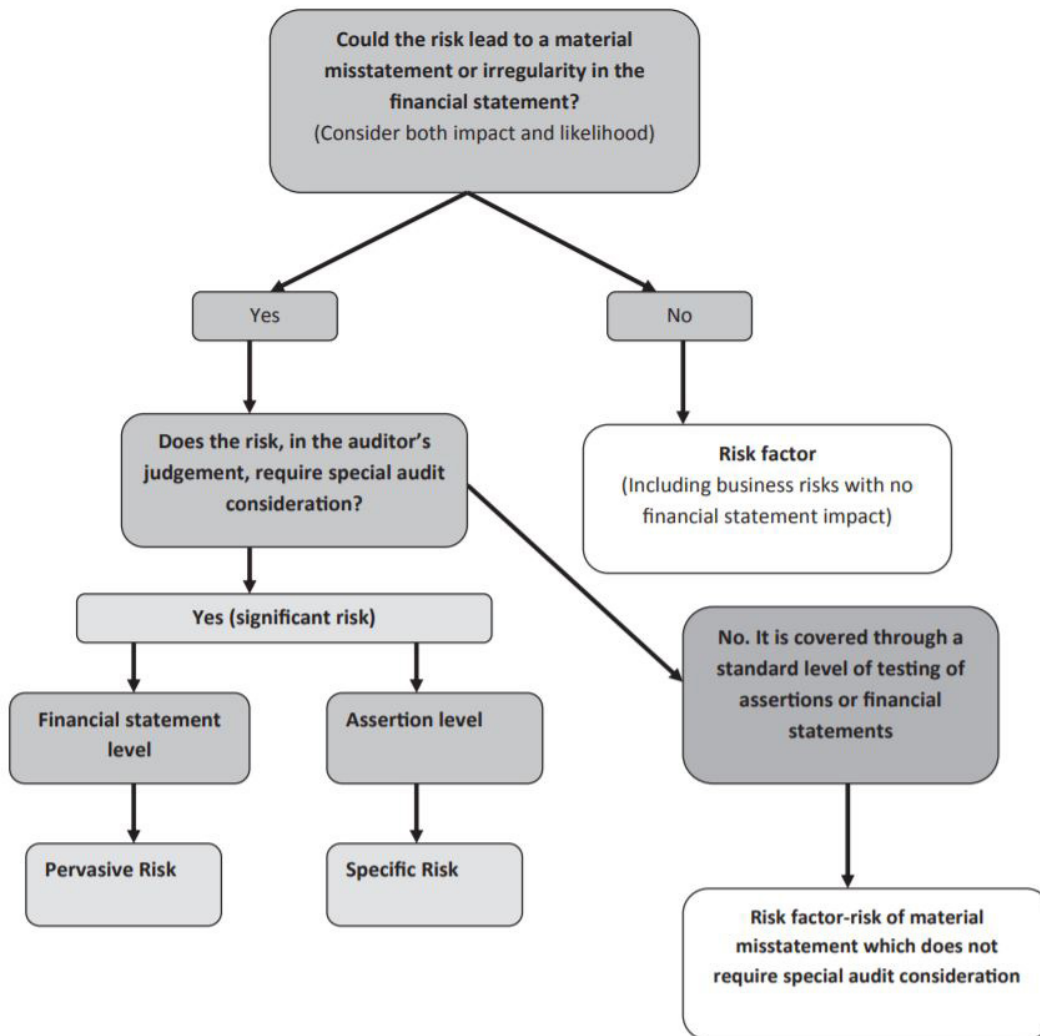 Could the risk lead to a material
misstatement or irregularity in the
financial statement?
(Consider both impact and likelihood)
Yes
No
Does the risk, in the auditor’s
judgement, require special audit
consideration?
Risk factor
(Including business risks with no
financial statement impact)
Yes (significant risk)
No. It is covered through a
standard level of testing of
assertions or financial
statements
Financial statement
level
Assertion level
Pervasive Risk
Specific Risk
Risk factor-risk of material
misstatement which does not
require special audit consideration